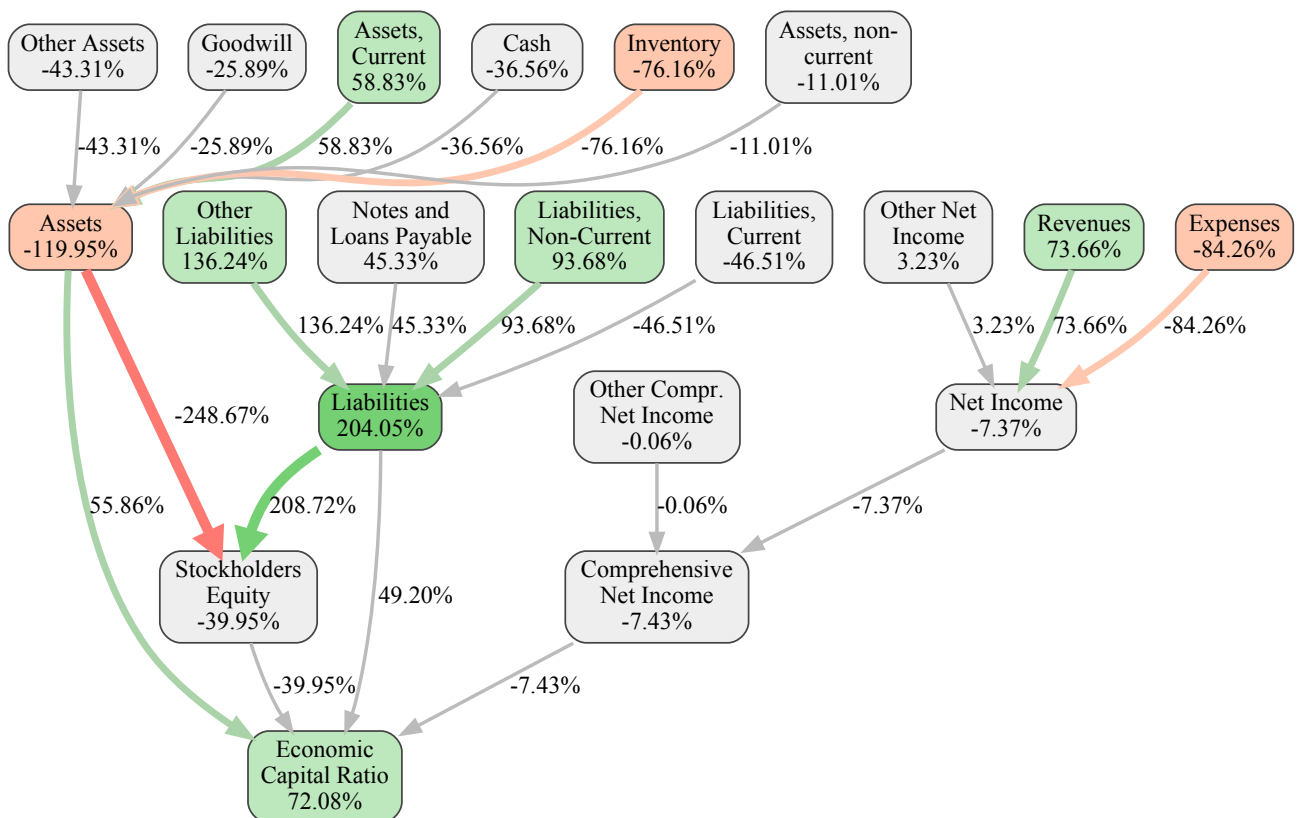 Other Assets
-43.31%
Goodwill
-25.89%
Assets,
Current
58.83%
Cash
-36.56%
Inventory
-76.16%
Assets, non-
current
-11.01%
-43.31%
-25.89%
58.83%
-36.56%
-76.16%
-11.01%
Assets
-119.95%
Other
Liabilities
136.24%
Notes and
Loans Payable
45.33%
Liabilities,
Non-Current
93.68%
Liabilities,
Current
-46.51%
Other Net
Income
3.23%
Revenues
73.66%
Expenses
-84.26%
136.24%
45.33%
93.68%
-46.51%
3.23%
73.66%
-84.26%
-248.67%
Liabilities
204.05%
Other Compr.
Net Income
-0.06%
Net Income
-7.37%
55.86%
208.72%
-0.06%
-7.37%
Stockholders
Equity
-39.95%
49.20%
Comprehensive
Net Income
-7.43%
-39.95%
-7.43%
Economic
Capital Ratio
72.08%